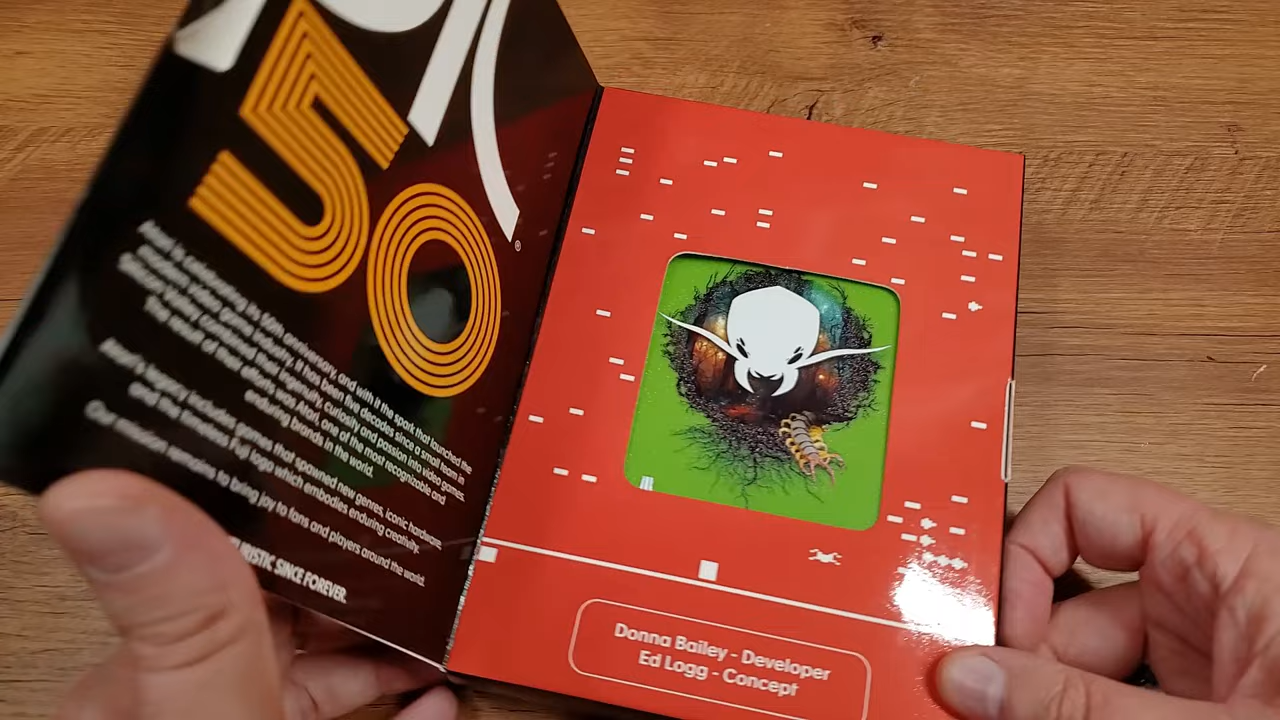 50
®
Atari is celebrating its 50th anniversary, and with it the spark that launched the
modern video game industry. It has been five decades since a small team in
Silicon Valley combined their ingenuity, curiosity and passion into video games.
The result of their efforts was Atari, one of the most recognizable and
enduring brands in the world.
Atari's legacy includes games that spawned new genres, iconic hardware,
and the timeless Fuji logo which embodies enduring creativity.
Our mission remains to bring joy to fans and players around the world.
SINCE FOREVER.
Donna Bailey - Developer
Ed Logg - Concept